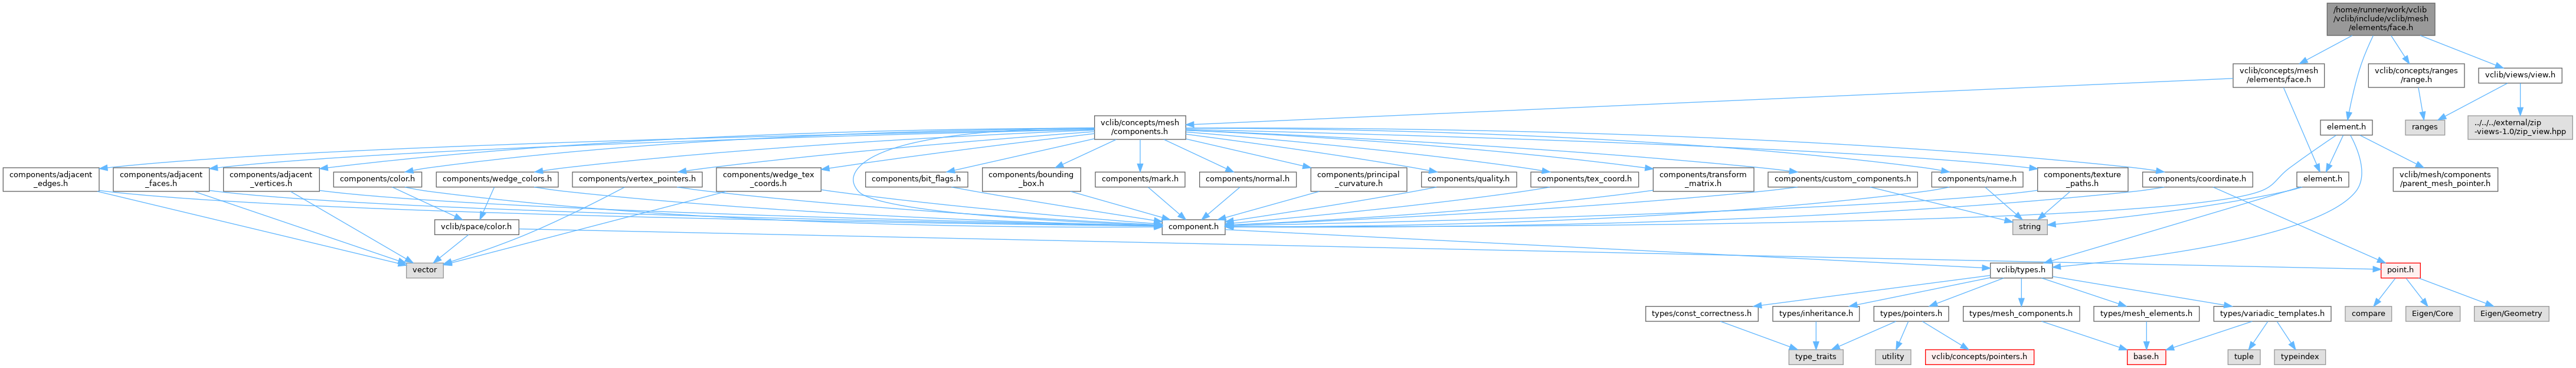 /home/runner/work/vclib
/vclib/include/vclib/mesh
/elements/face.h
vclib/concepts/mesh
/elements/face.h
vclib/concepts/ranges
/range.h
vclib/views/view.h
vclib/concepts/mesh
/components.h
element.h
ranges
../../../external/zip
-views-1.0/zip_view.hpp
components/adjacent
_edges.h
components/adjacent
_faces.h
components/adjacent
_vertices.h
components/color.h
components/wedge_colors.h
components/vertex_pointers.h
components/wedge_tex
_coords.h
components/bit_flags.h
components/bounding
_box.h
components/mark.h
components/normal.h
components/principal
_curvature.h
components/quality.h
components/tex_coord.h
components/transform
_matrix.h
components/custom_components.h
components/name.h
components/texture
_paths.h
components/coordinate.h
element.h
vclib/mesh/components
/parent_mesh_pointer.h
vclib/space/color.h
component.h
string
vector
vclib/types.h
point.h
types/const_correctness.h
types/inheritance.h
types/pointers.h
types/mesh_components.h
types/mesh_elements.h
types/variadic_templates.h
compare
Eigen/Core
Eigen/Geometry
type_traits
utility
vclib/concepts/pointers.h
base.h
tuple
typeindex